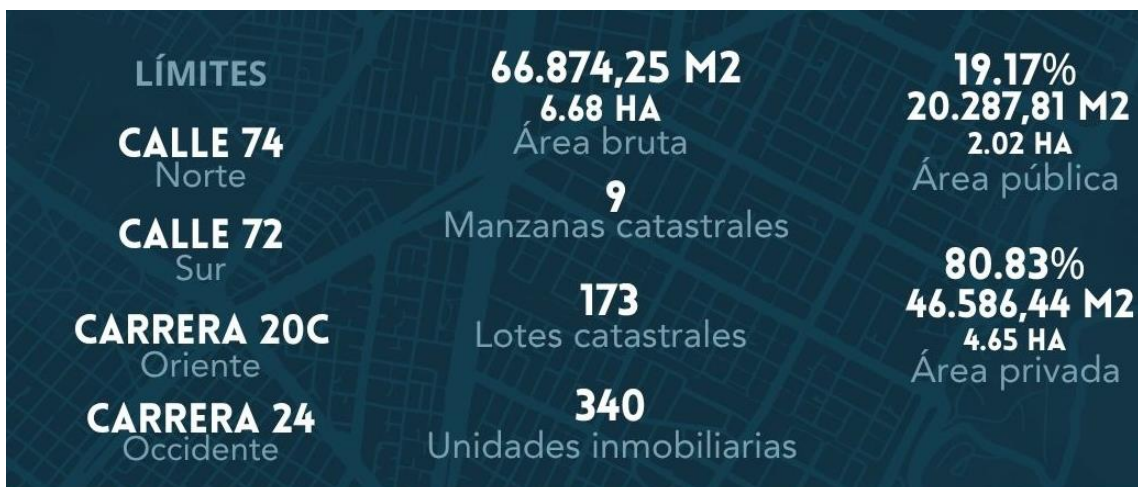 LÍMITES
CALLE 74
Norte
CALLE 72
Sur
CARRERA 20C
Oriente
CARRERA 24
Occidente
66.874,25 M2
6.68 HA
Área bruta
9
Manzanas catastrales
173
Lotes catastrales
340
Unidades inmobiliarias
19.17%
20.287,81 M2
2.02 HA
Área pública
80.83%
46.586,44 M2
4.65 HA
Área privada